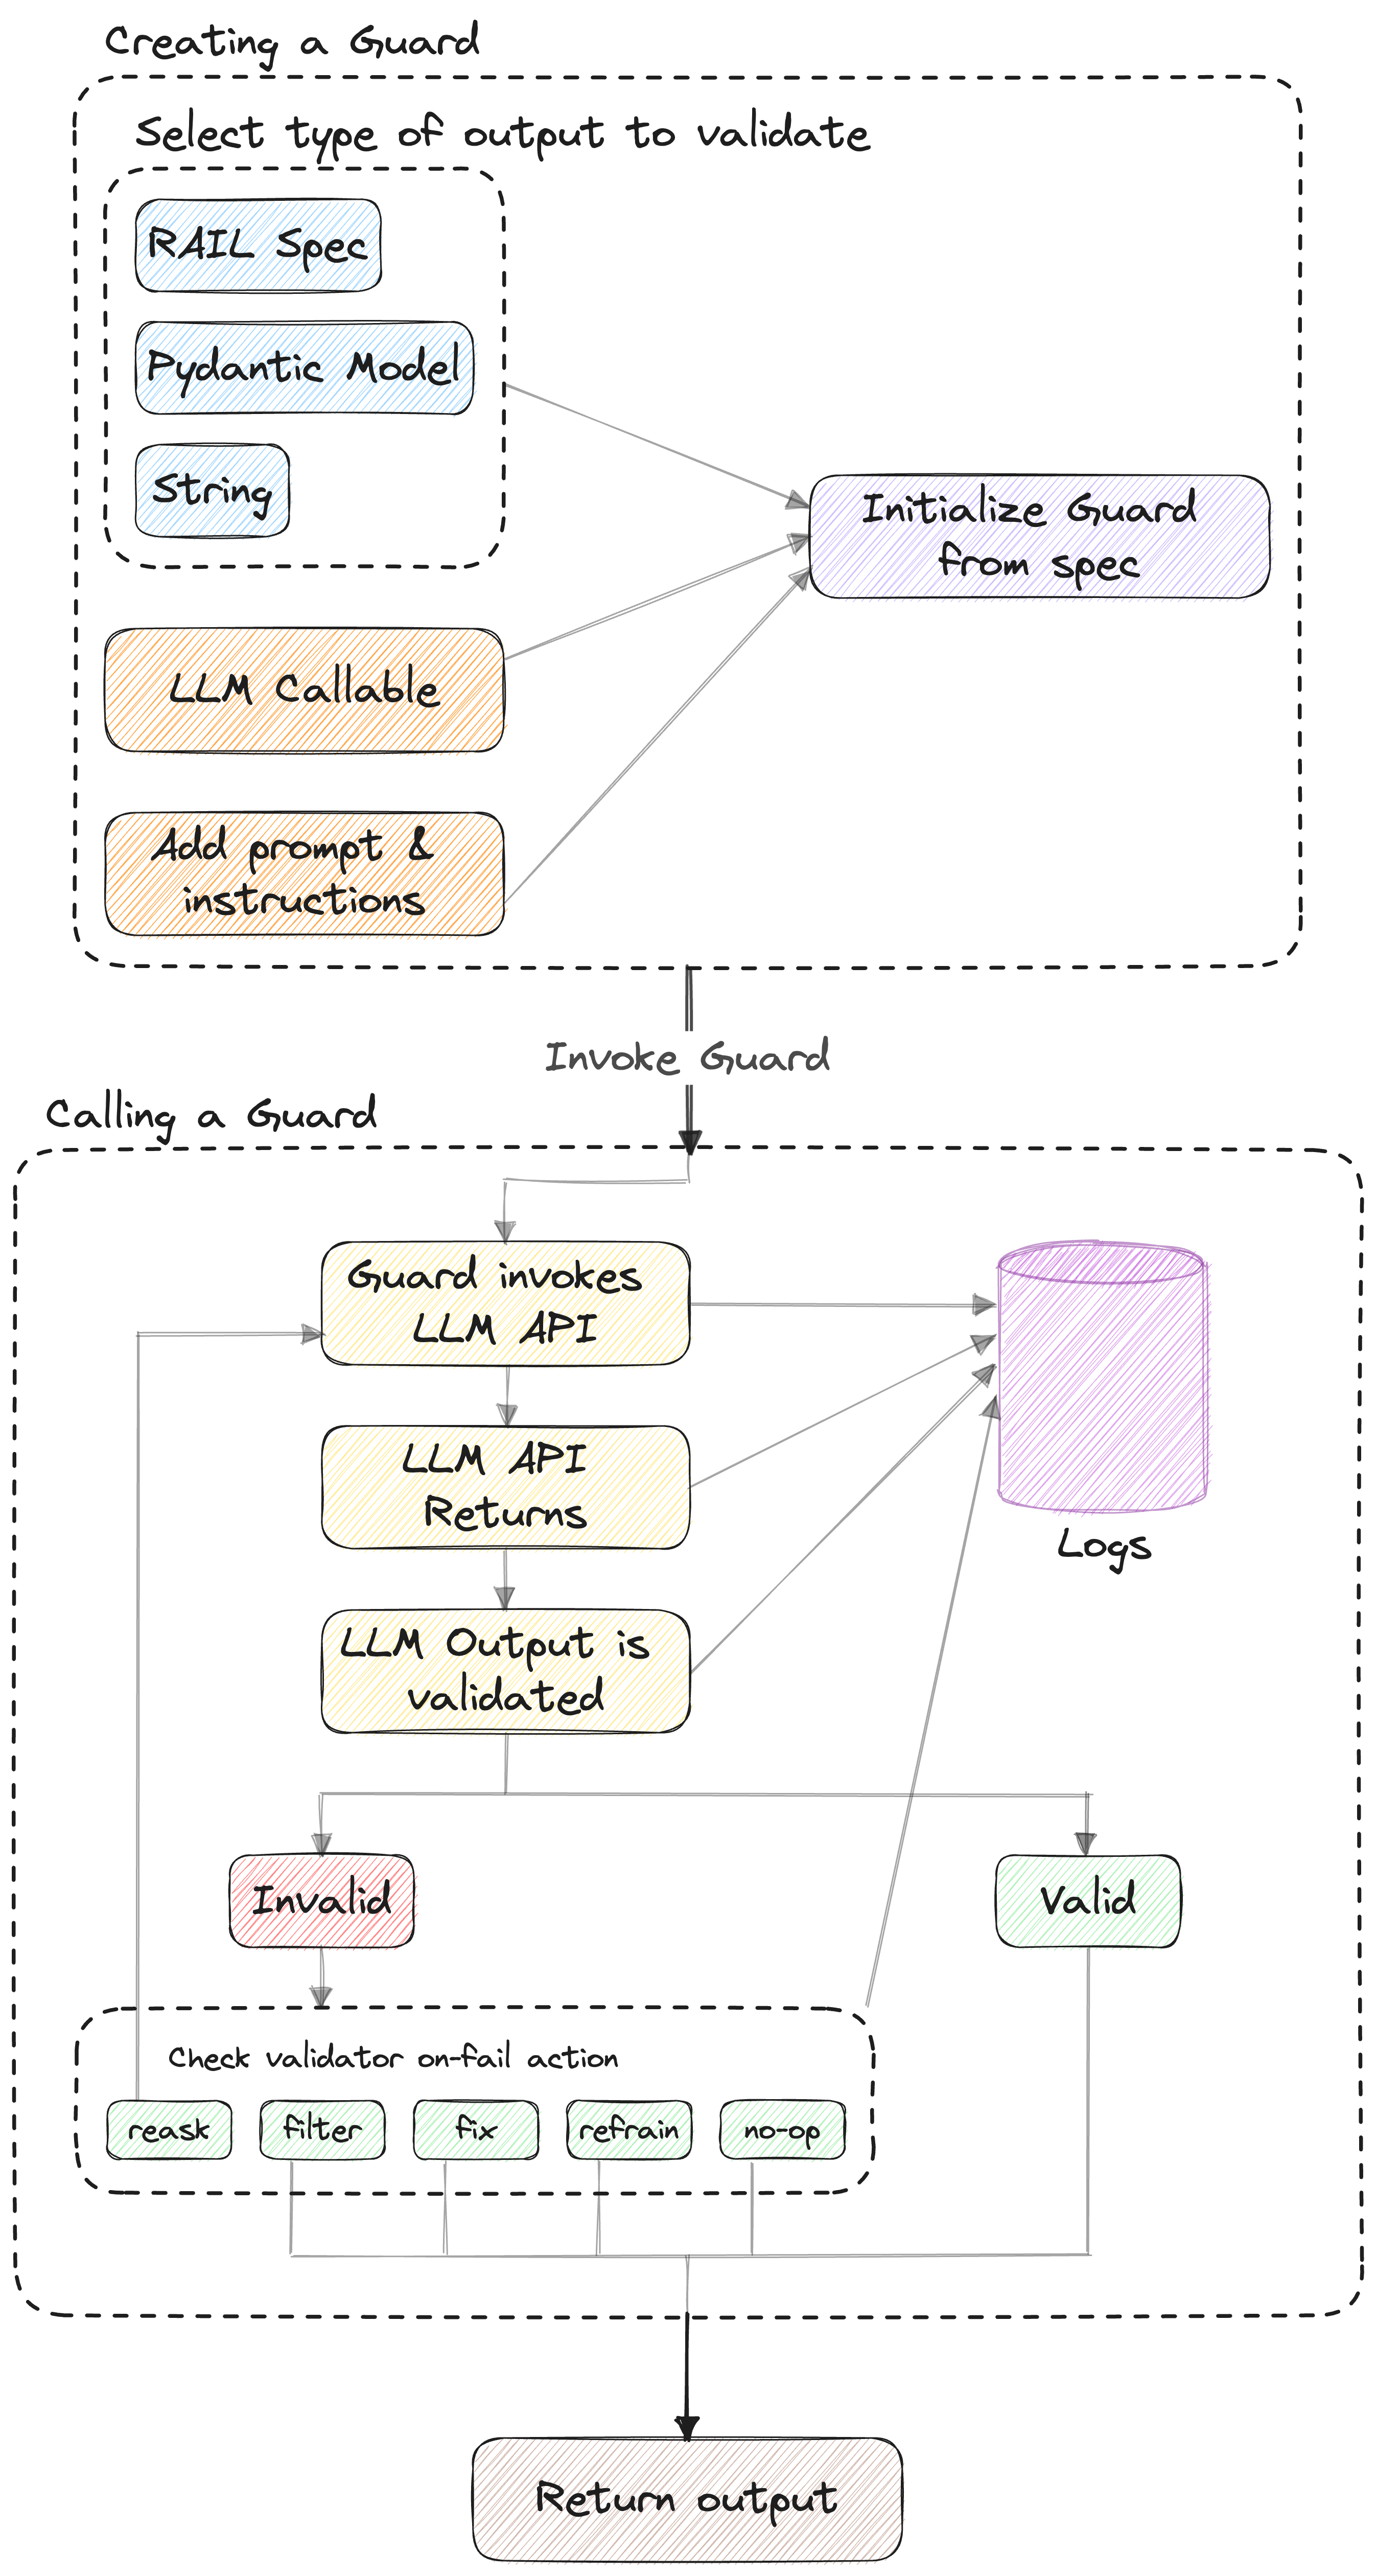 Creating a Guard
Select type of output to validate
RAIL Spec
Pydantic Model
String
Initialize Guard
from spec
LLM Callable
Add prompt &
instructions
Invoke Guard
Calling a Guard
Guard invokes
LLM API
LLM API
Returns
Logs
LLM Output is
validated
Invalid
Valid
Check validator on-fail action
reask
filter
fix
refrain
no-op
Return output